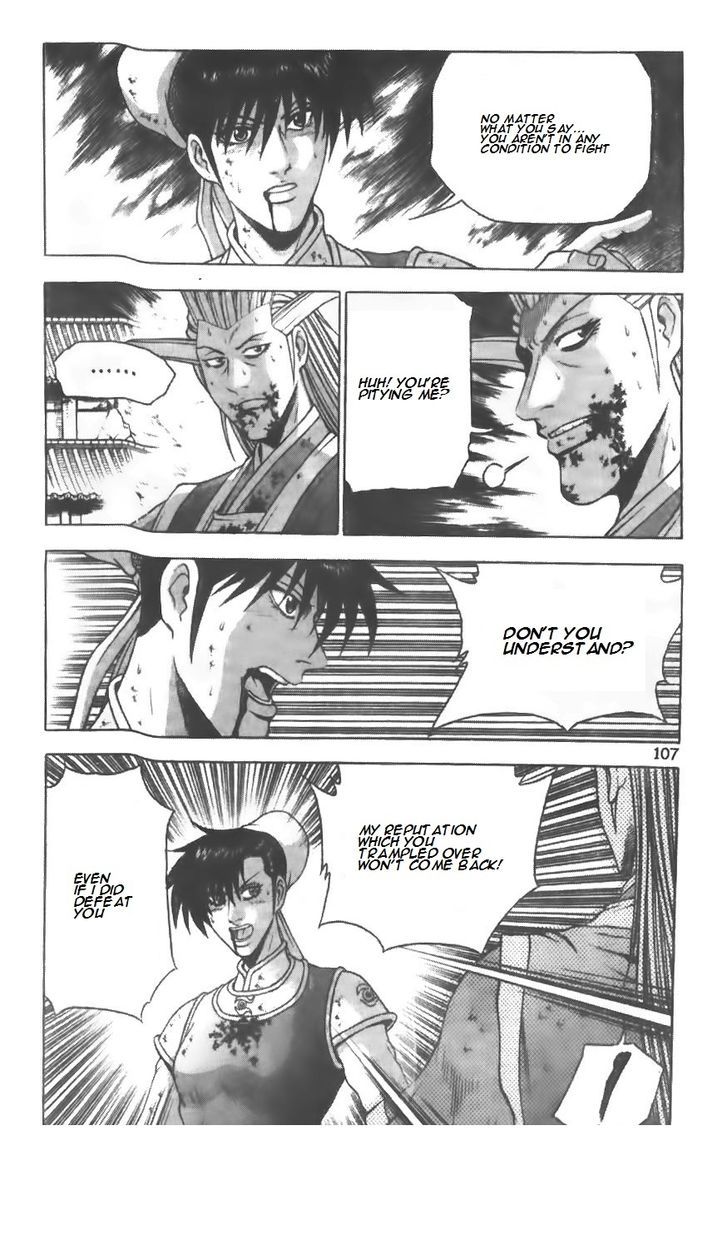 NO MATTER
WHAT YOU SAY...
YOU AREN'T IN ANY
CONDITION TO FIGHT
......
HUH! YOU'RE
PITYING ME?
DON'T YOU
UNDERSTAND?
107
EVEN
IF I DID
DEFEAT
YOU
MY REPUTATION
WHICH YOU
TRAMPLED OVER
WON'T COME BACK!